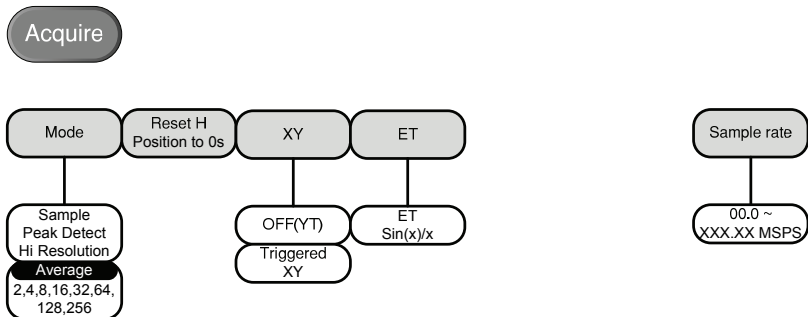 Acquire
Mode
Reset H
Position to 0s
XY
ET
Sample rate
Sample
Peak Detect
Hi Resolution
Average
2,4,8,16,32,64,
128,256
OFF(YT)
Triggered
XY
ET
Sin(x)/x
00.0 ~
XXX.XX MSPS